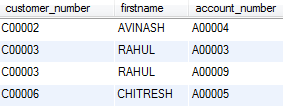 customer_number firstname account_number
C00002 AVINASH A00004
C00003 RAHUL A00003
C00003 RAHUL A00009
C00006 CHITRESH A00005